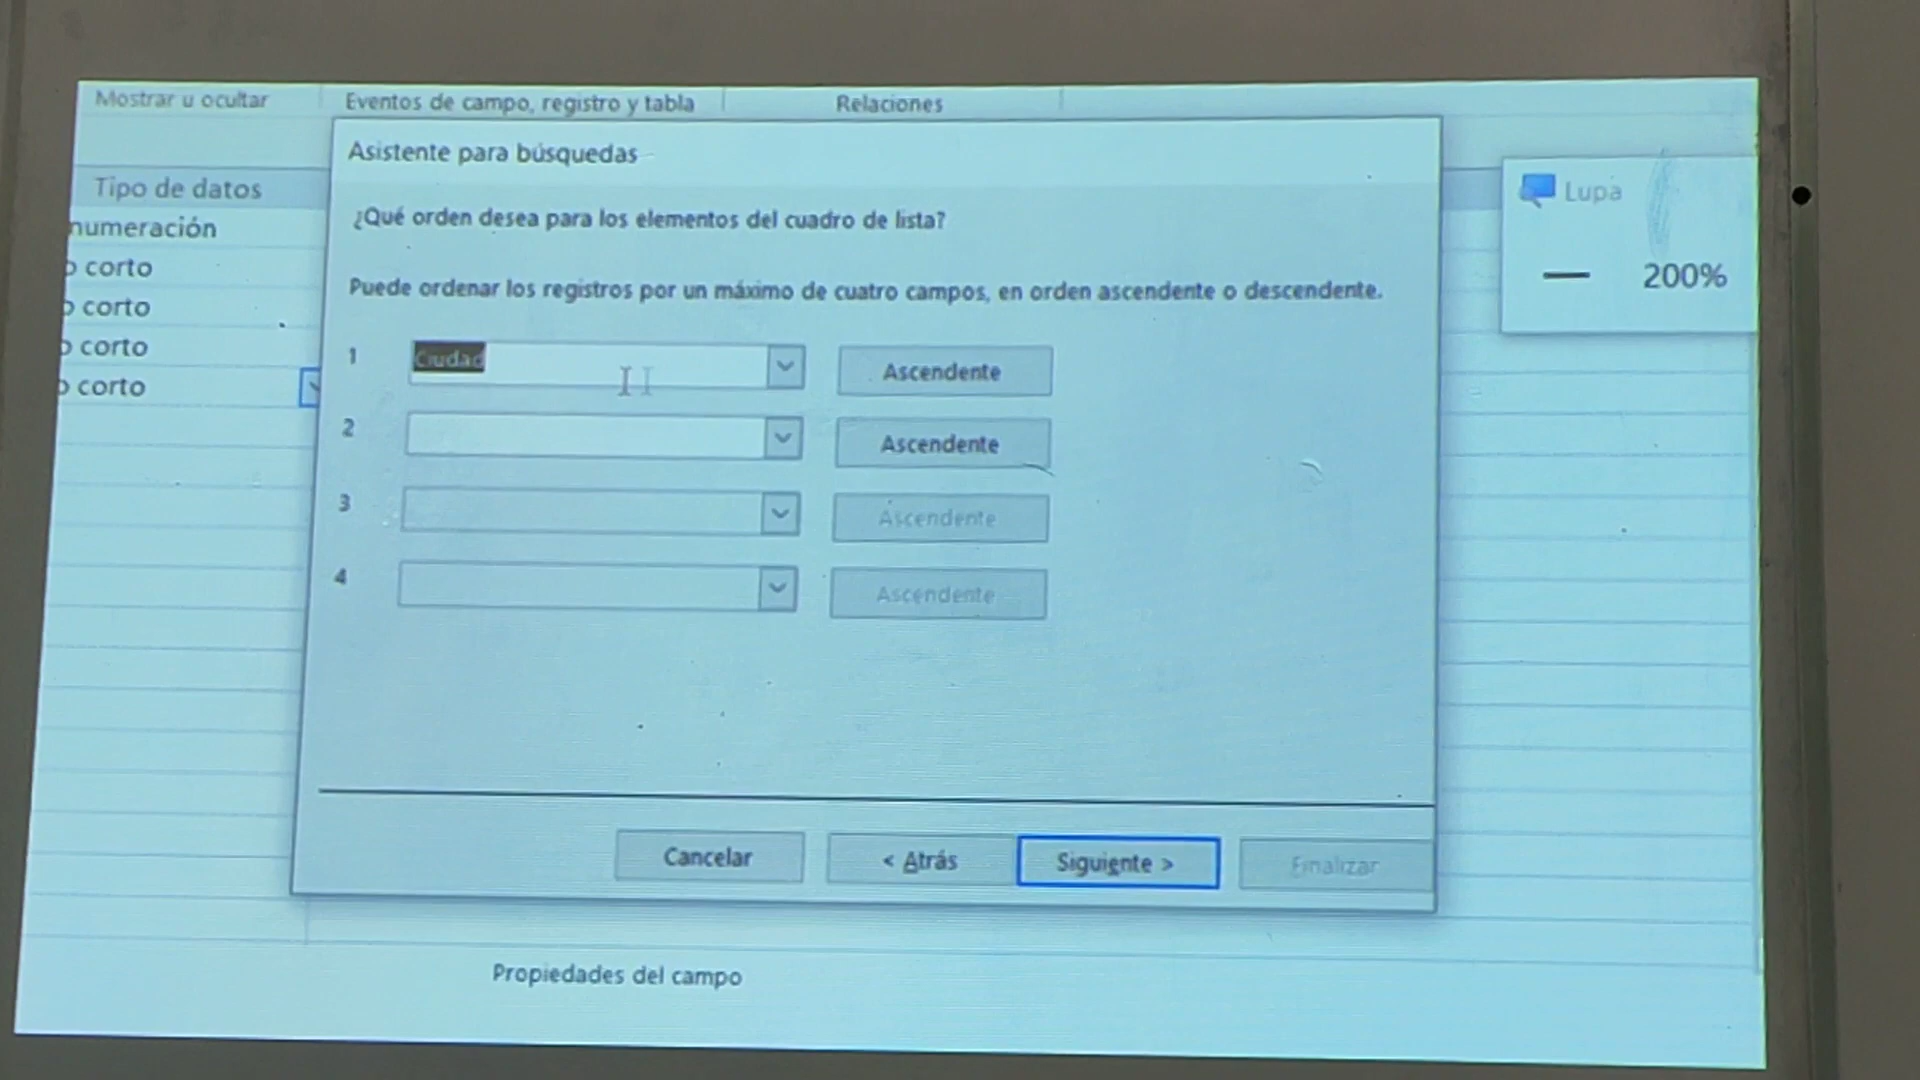 Mostrar u ocultar
Eventos de campo, registro y tabla
Relaciones
Asistente para búsquedas
Tipo de datos
numeración
o corto
o corto
o corto
o corto
¿Qué orden desea para los elementos del cuadro de lista?
Puede ordenar los registros por un máximo de cuatro campos, en orden ascendente o descendente.
1 Ciudad Ascendente
2 Ascendente
3 Ascendente
4 Ascendente
Cancelar
< Atrás
Siguiente >
Finalizar
Propiedades del campo
Lupa
200%